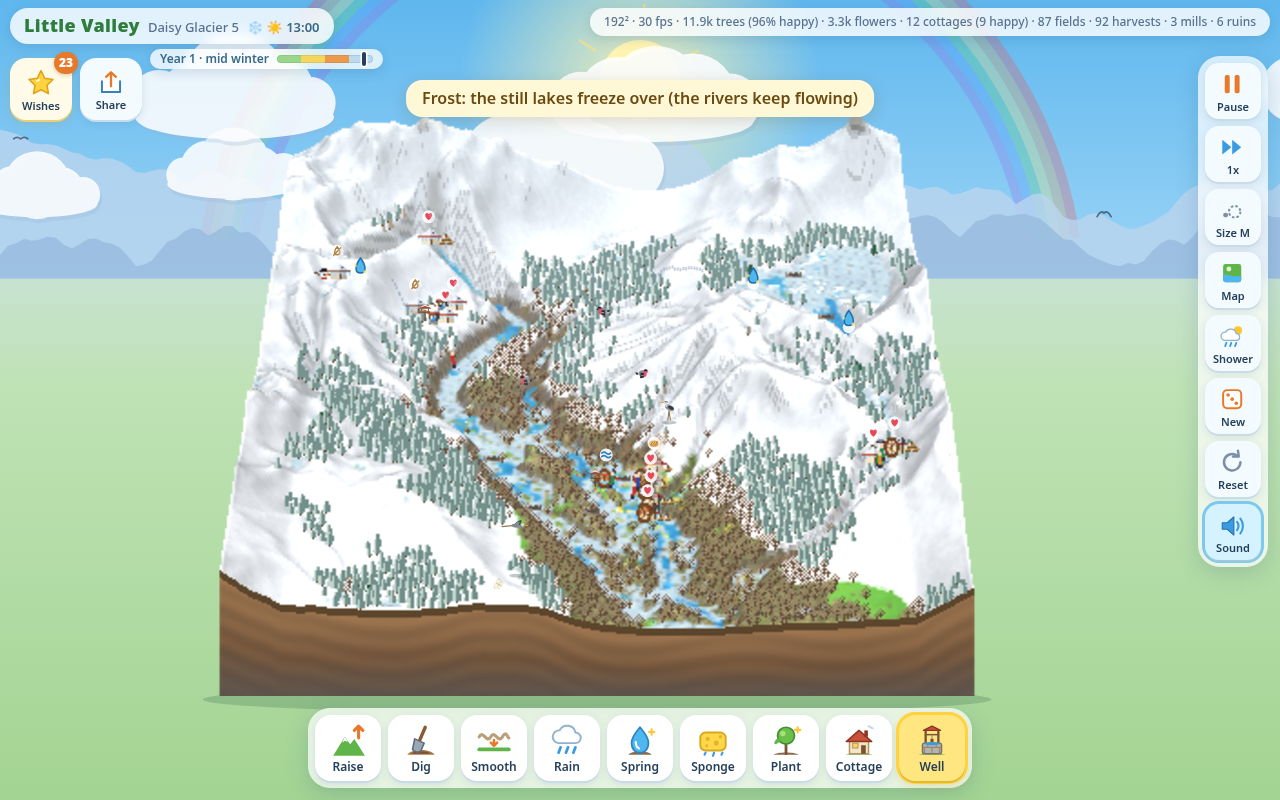 Little Valley Daisy Glacier 5 13:00
192² · 30 fps · 11.9k trees (96% happy) · 3.3k flowers · 12 cottages (9 happy) · 87 fields · 92 harvests · 3 mills · 6 ruins
Year 1 · mid winter
23
Wishes
Share
Frost: the still lakes freeze over (the rivers keep flowing)
Pause
1x
Size M
Map
Shower
New
Reset
Sound
Raise
Dig
Smooth
Rain
Spring
Sponge
Plant
Cottage
Well